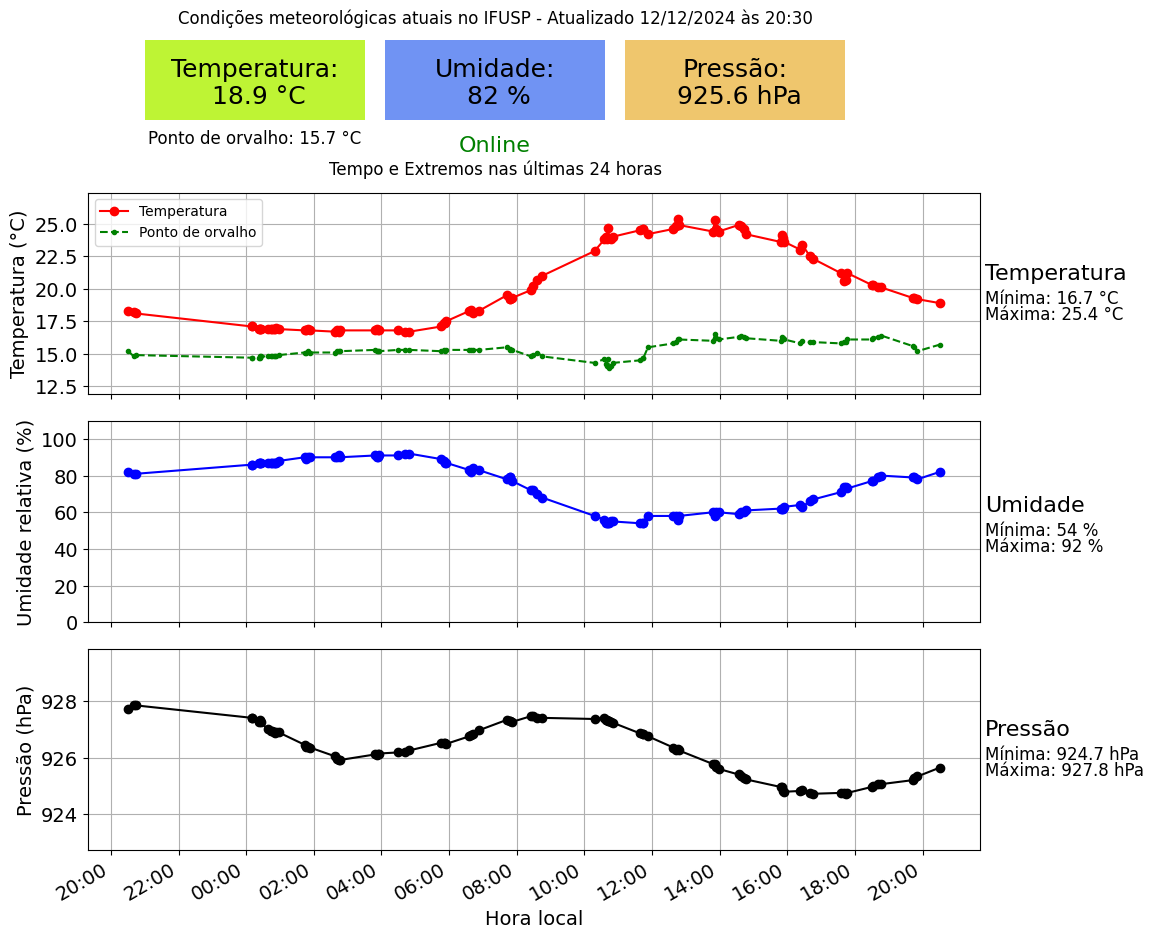 Condições meteorológicas atuais no IFUSP - Atualizado 12/12/2024 às 20:30
Temperatura:
18.9 °C
Umidade:
82 %
Pressão:
925.6 hPa
Ponto de orvalho: 15.7 °C
Online
Tempo e Extremos nas últimas 24 horas
Temperatura (°C)
25.0
22.5
20.0
17.5
15.0
12.5
Temperatura
Ponto de orvalho
Temperatura
Mínima: 16.7 °C
Máxima: 25.4 °C
Umidade relativa (%)
100
80
60
40
20
0
Umidade
Mínima: 54 %
Máxima: 92 %
Pressão (hPa)
928
926
924
Pressão
Mínima: 924.7 hPa
Máxima: 927.8 hPa
20:00 22:00 00:00 02:00 04:00 06:00 08:00 10:00 12:00 14:00 16:00 18:00 20:00
Hora local